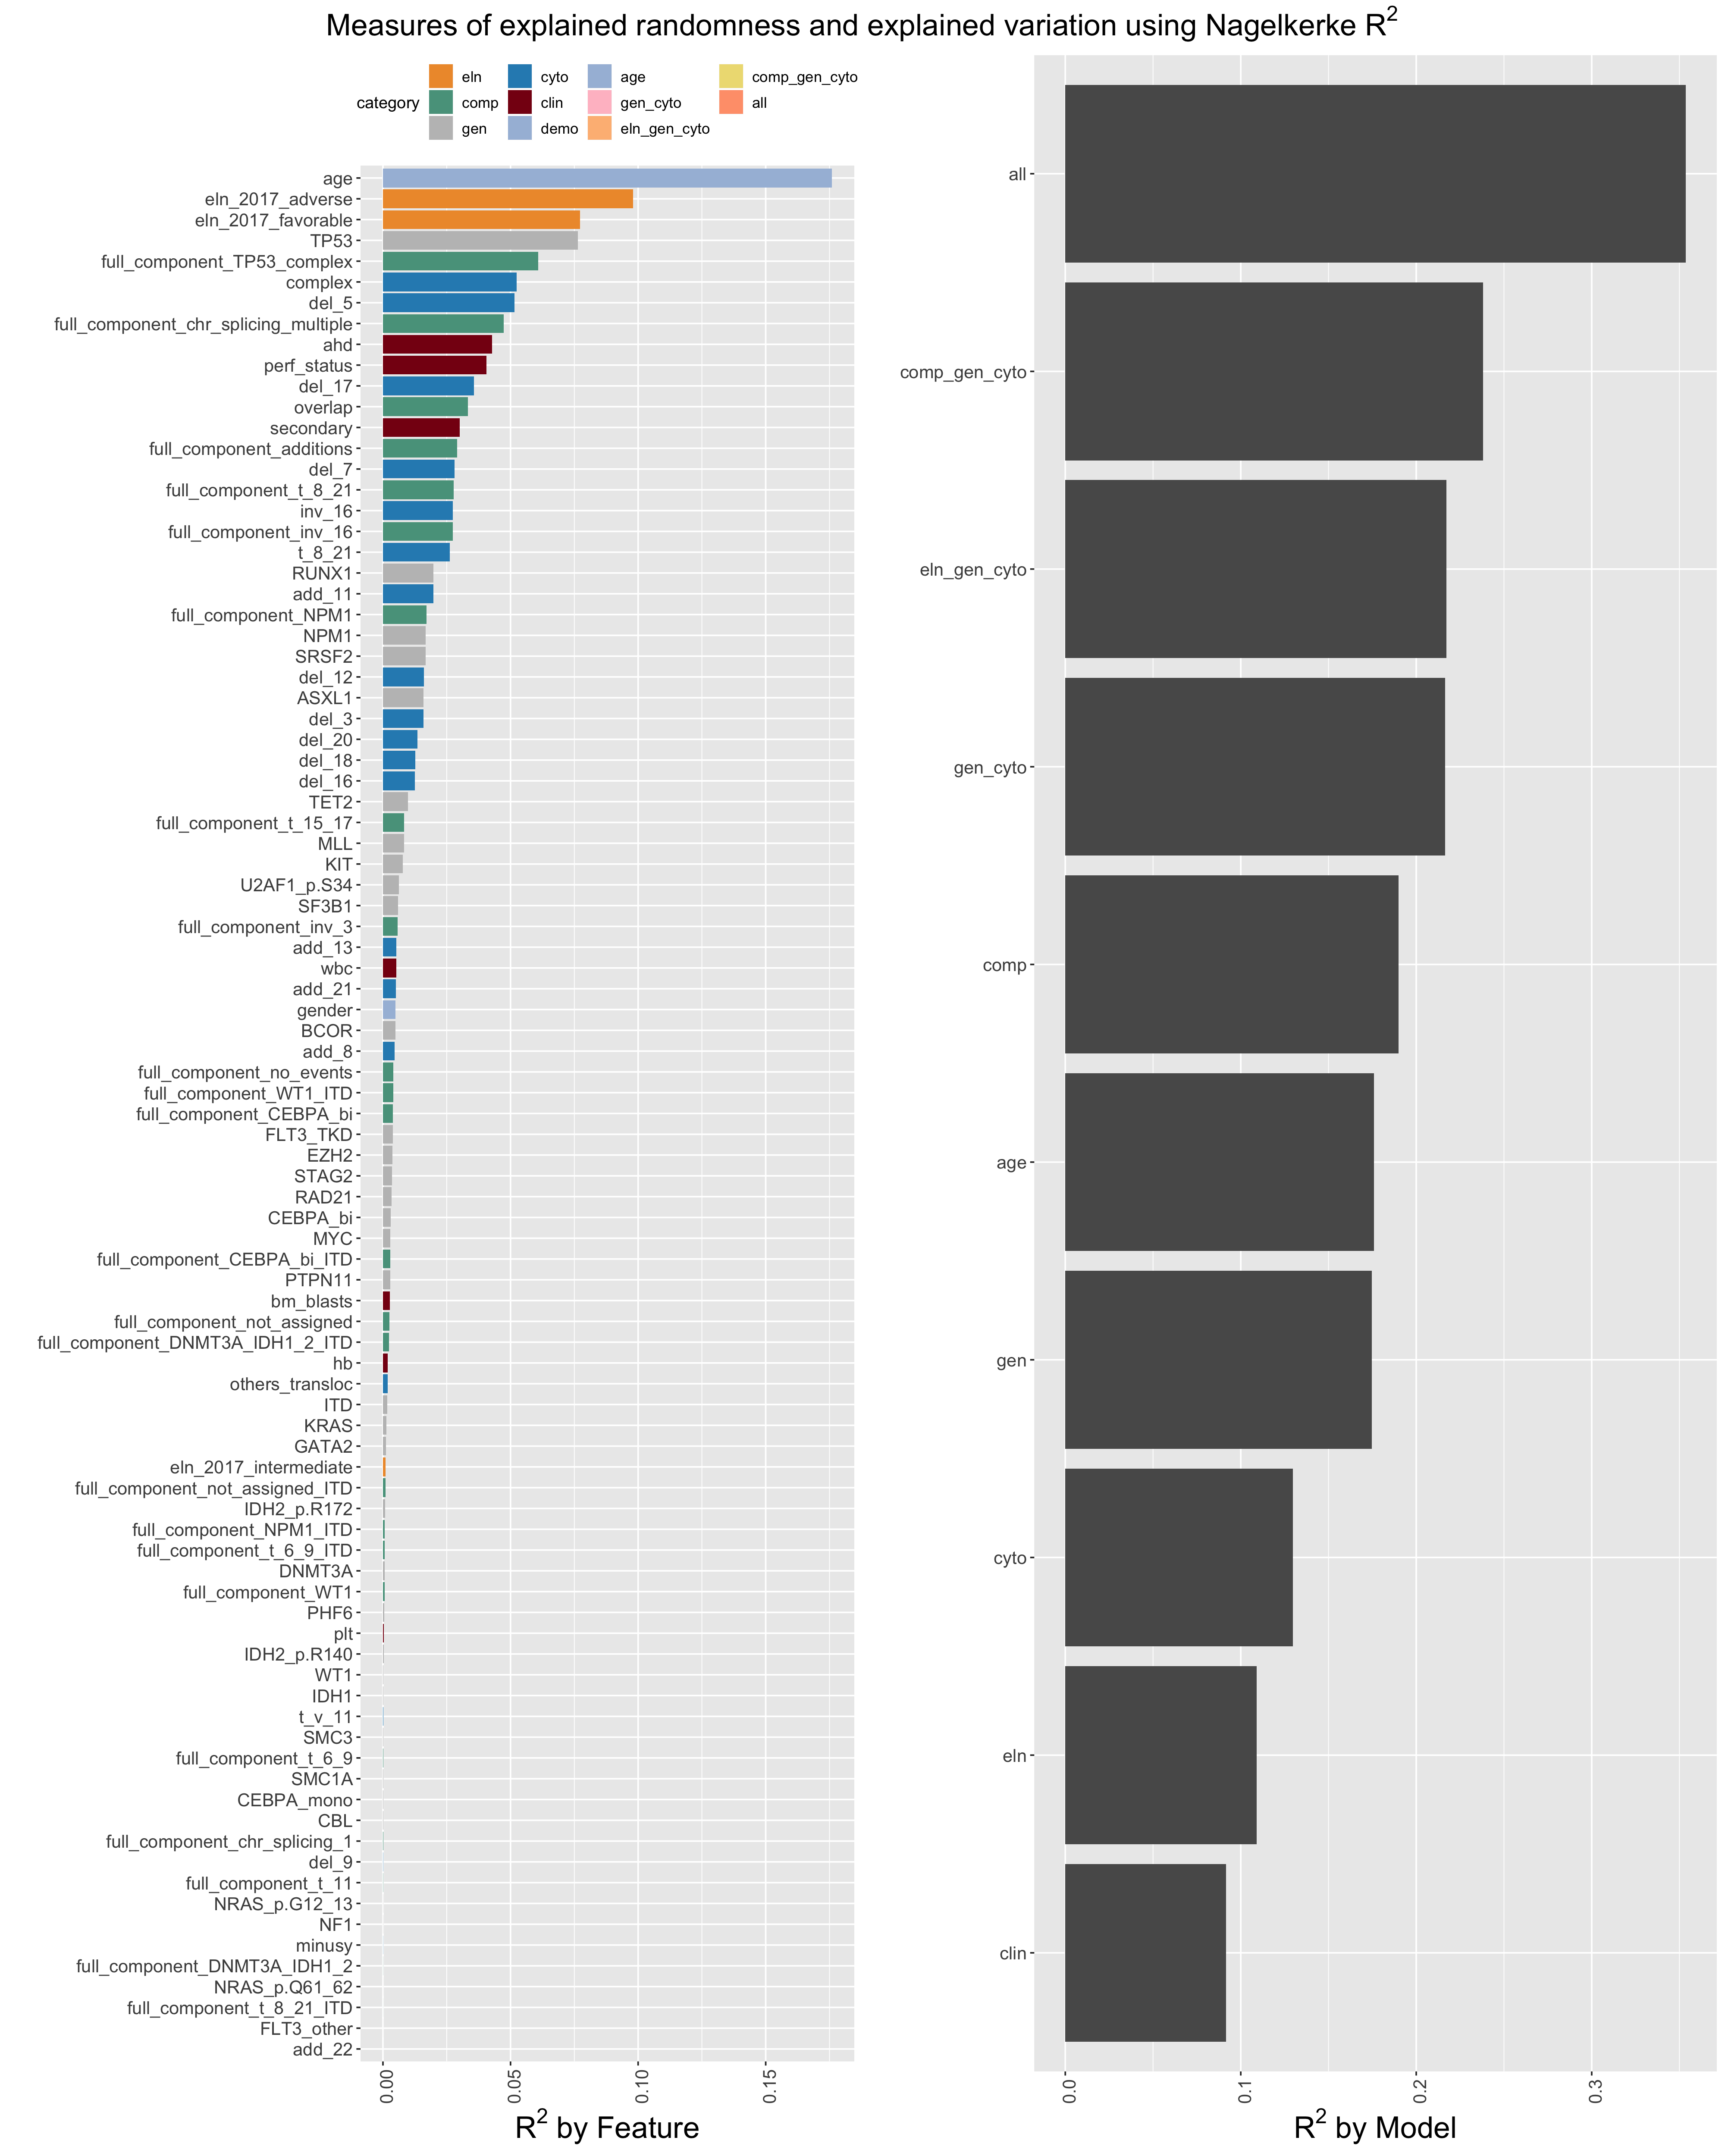 Measures of explained randomness and explained variation using Nagelkerke R²
category
eln
comp
gen
cyto
clin
demo
age
gen_cyto
eln_gen_cyto
comp_gen_cyto
all
age
eln_2017_adverse
eln_2017_favorable
TP53
full_component_TP53_complex
complex
del_5
full_component_chr_splicing_multiple
ahd
perf_status
del_17
overlap
secondary
full_component_additions
del_7
full_component_t_8_21
inv_16
full_component_inv_16
t_8_21
RUNX1
add_11
full_component_NPM1
NPM1
SRSF2
del_12
ASXL1
del_3
del_20
del_18
del_16
TET2
full_component_t_15_17
MLL
KIT
U2AF1_p.S34
SF3B1
full_component_inv_3
add_13
wbc
add_21
gender
BCOR
add_8
full_component_no_events
full_component_WT1_ITD
full_component_CEBPA_bi
FLT3_TKD
EZH2
STAG2
RAD21
CEBPA_bi
MYC
full_component_CEBPA_bi_ITD
PTPN11
bm_blasts
full_component_not_assigned
full_component_DNMT3A_IDH1_2_ITD
hb
others_transloc
ITD
KRAS
GATA2
eln_2017_intermediate
full_component_not_assigned_ITD
IDH2_p.R172
full_component_NPM1_ITD
full_component_t_6_9_ITD
DNMT3A
full_component_WT1
PHF6
plt
IDH2_p.R140
WT1
IDH1
t_v_11
SMC3
full_component_t_6_9
SMC1A
CEBPA_mono
CBL
full_component_chr_splicing_1
del_9
full_component_t_11
NRAS_p.G12_13
NF1
minusy
full_component_DNMT3A_IDH1_2
NRAS_p.Q61_62
full_component_t_8_21_ITD
FLT3_other
add_22
0.00
0.05
0.10
0.15
R² by Feature
all
comp_gen_cyto
eln_gen_cyto
gen_cyto
comp
age
gen
cyto
eln
clin
0.0
0.1
0.2
0.3
R² by Model